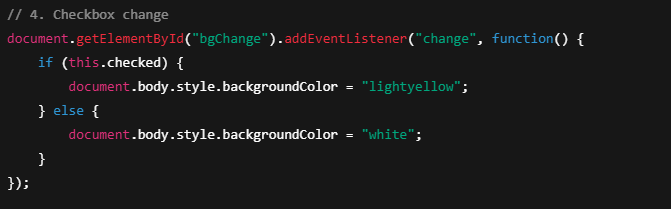 // 4. Checkbox change
document.getElementById("bgChange").addEventListener("change", function() {
    if (this.checked) {
        document.body.style.backgroundColor = "lightyellow";
    } else {
        document.body.style.backgroundColor = "white";
    }
});